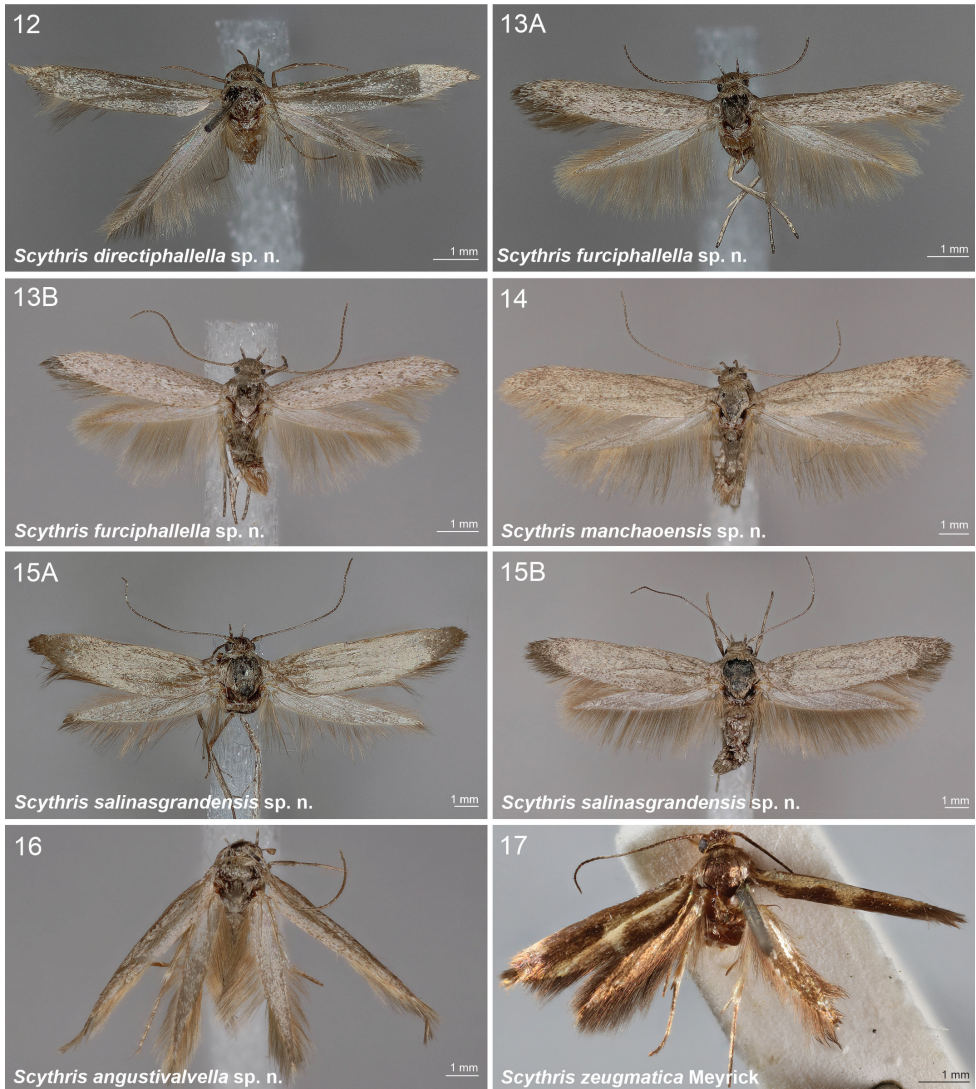 12
Scythris directiphallella sp. n.
1 mm
13A
Scythris furciphallella sp. n.
1 mm
13B
Scythris furciphallella sp. n.
1 mm
14
Scythris manchaoensis sp. n.
1 mm
15A
Scythris salinasgrandensis sp. n.
1 mm
15B
Scythris salinasgrandensis sp. n.
1 mm
16
Scythris angustivalvella sp. n.
1 mm
17
Scythris zeugmatica Meyrick
1 mm